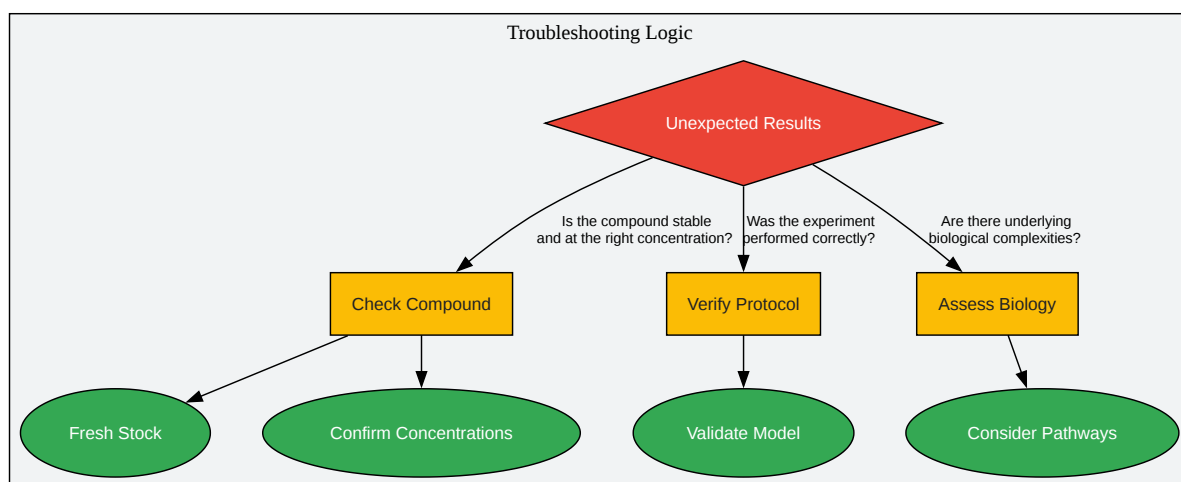 Troubleshooting Logic
Unexpected Results
Is the compound stable
and at the right concentration?
Was the experiment
performed correctly?
Are there underlying
biological complexities?
Check Compound
Verify Protocol
Assess Biology
Fresh Stock
Confirm Concentrations
Validate Model
Consider Pathways